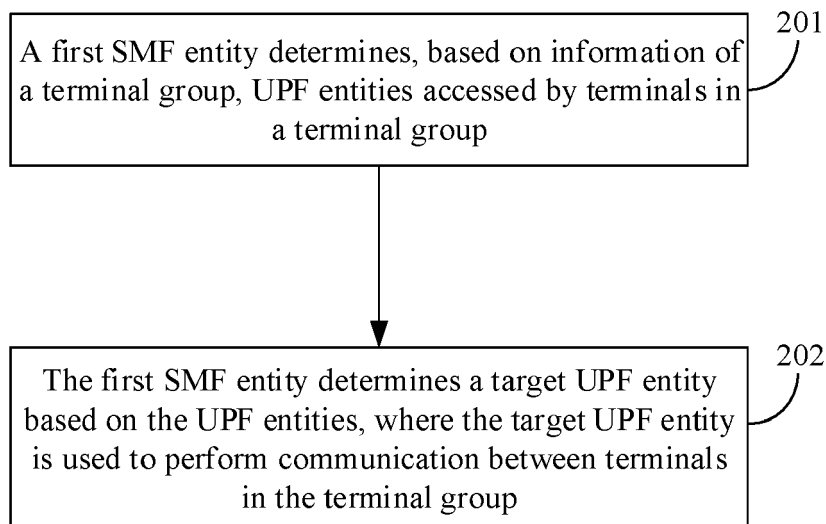 201
A first SMF entity determines, based on information of
a terminal group, UPF entities accessed by terminals in
a terminal group
202
The first SMF entity determines a target UPF entity
based on the UPF entities, where the target UPF entity
is used to perform communication between terminals
in the terminal group